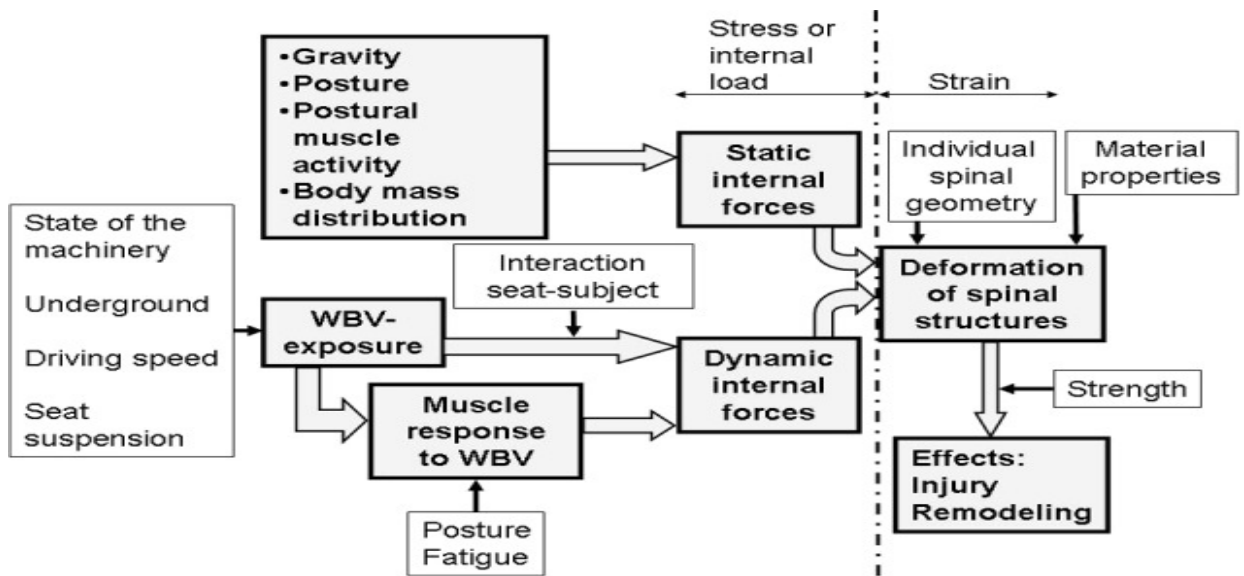 •Gravity
•Posture
•Postural
muscle
activity
•Body mass
distribution
Stress or
internal
load
Strain
Static
internal
forces
Individual
spinal
geometry
Material
properties
State of the
machinery
Underground
Driving speed
Seat
suspension
Interaction
seat-subject
WBV-
exposure
Muscle
response
to WBV
Posture
Fatigue
Dynamic
internal
forces
Deformation
of spinal
structures
Strength
Effects:
Injury
Remodeling